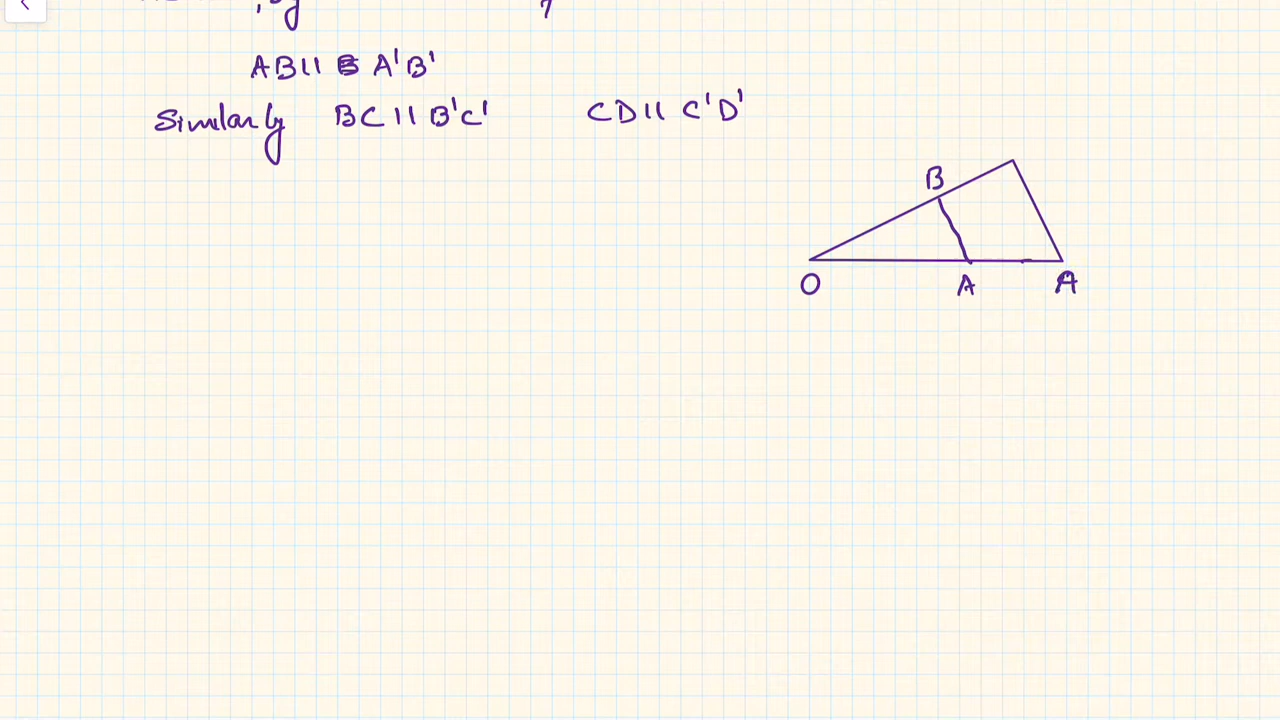 AB || A'B'
Similarly BC || B'C' CD || C'D'
B
O A A